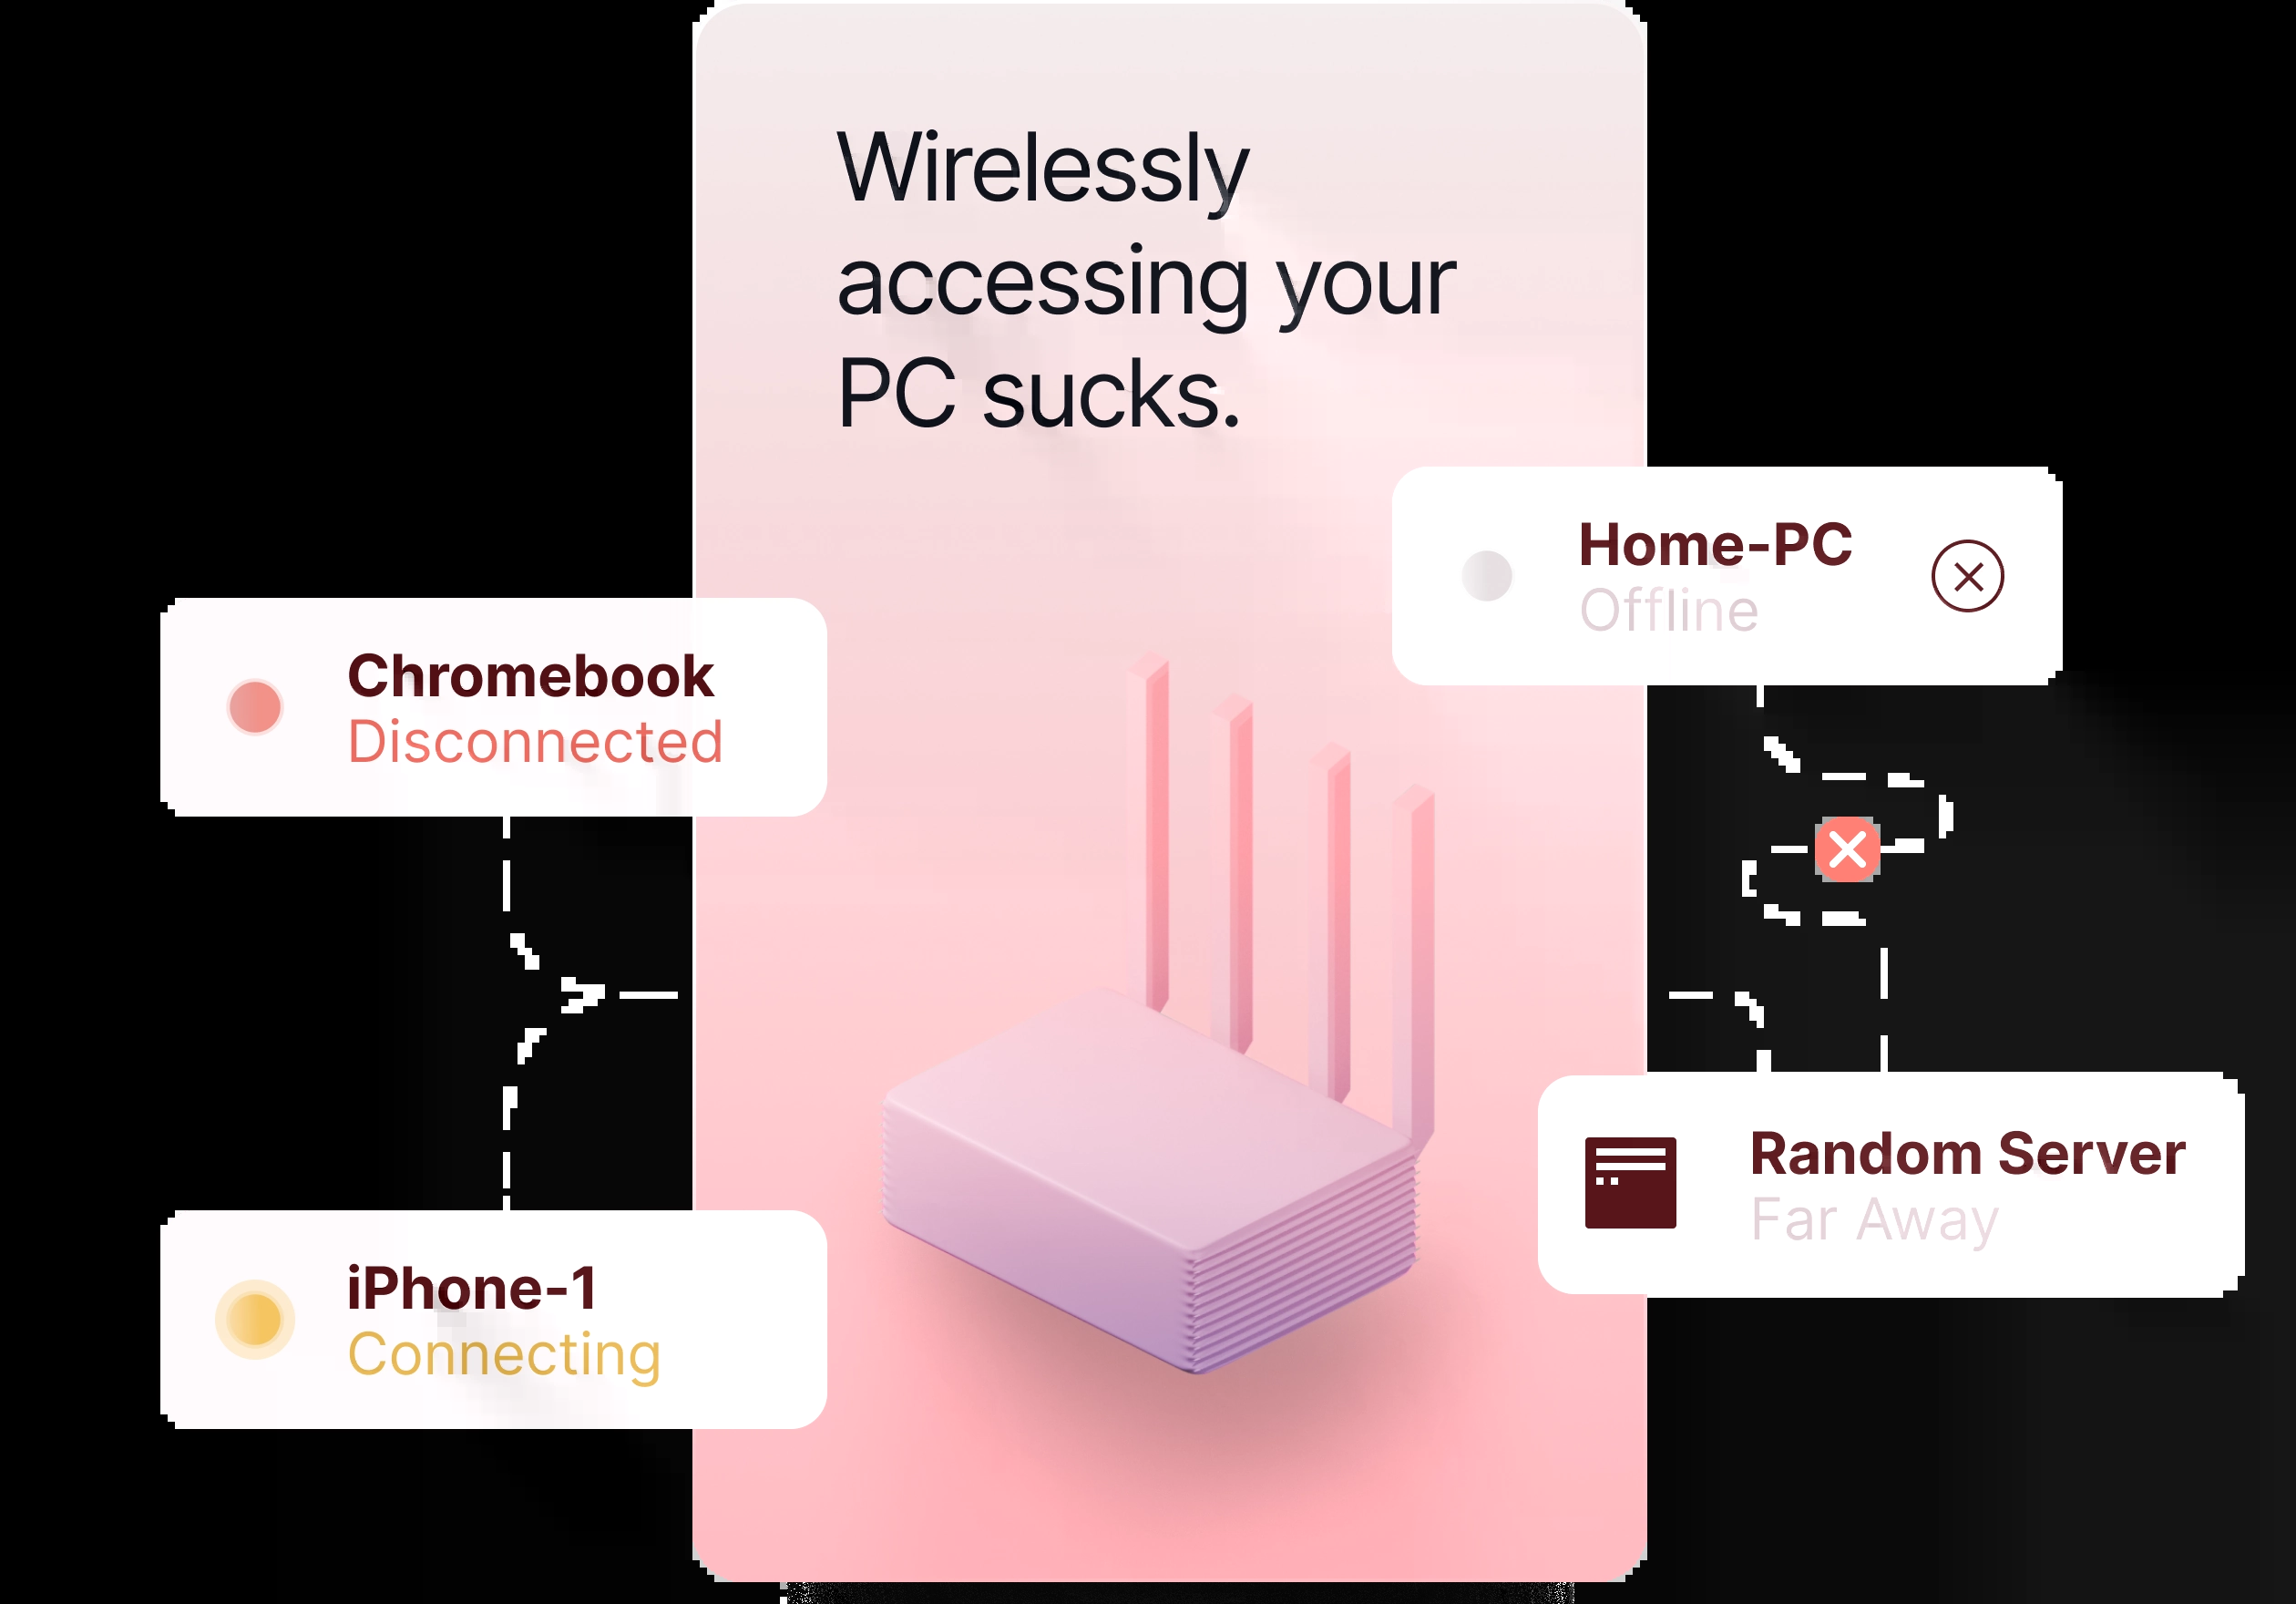 Wirelessly
accessing your
PC sucks.
Home-PC
Offline
Chromebook
Disconnected
Random Server
Far Away
iPhone-1
Connecting